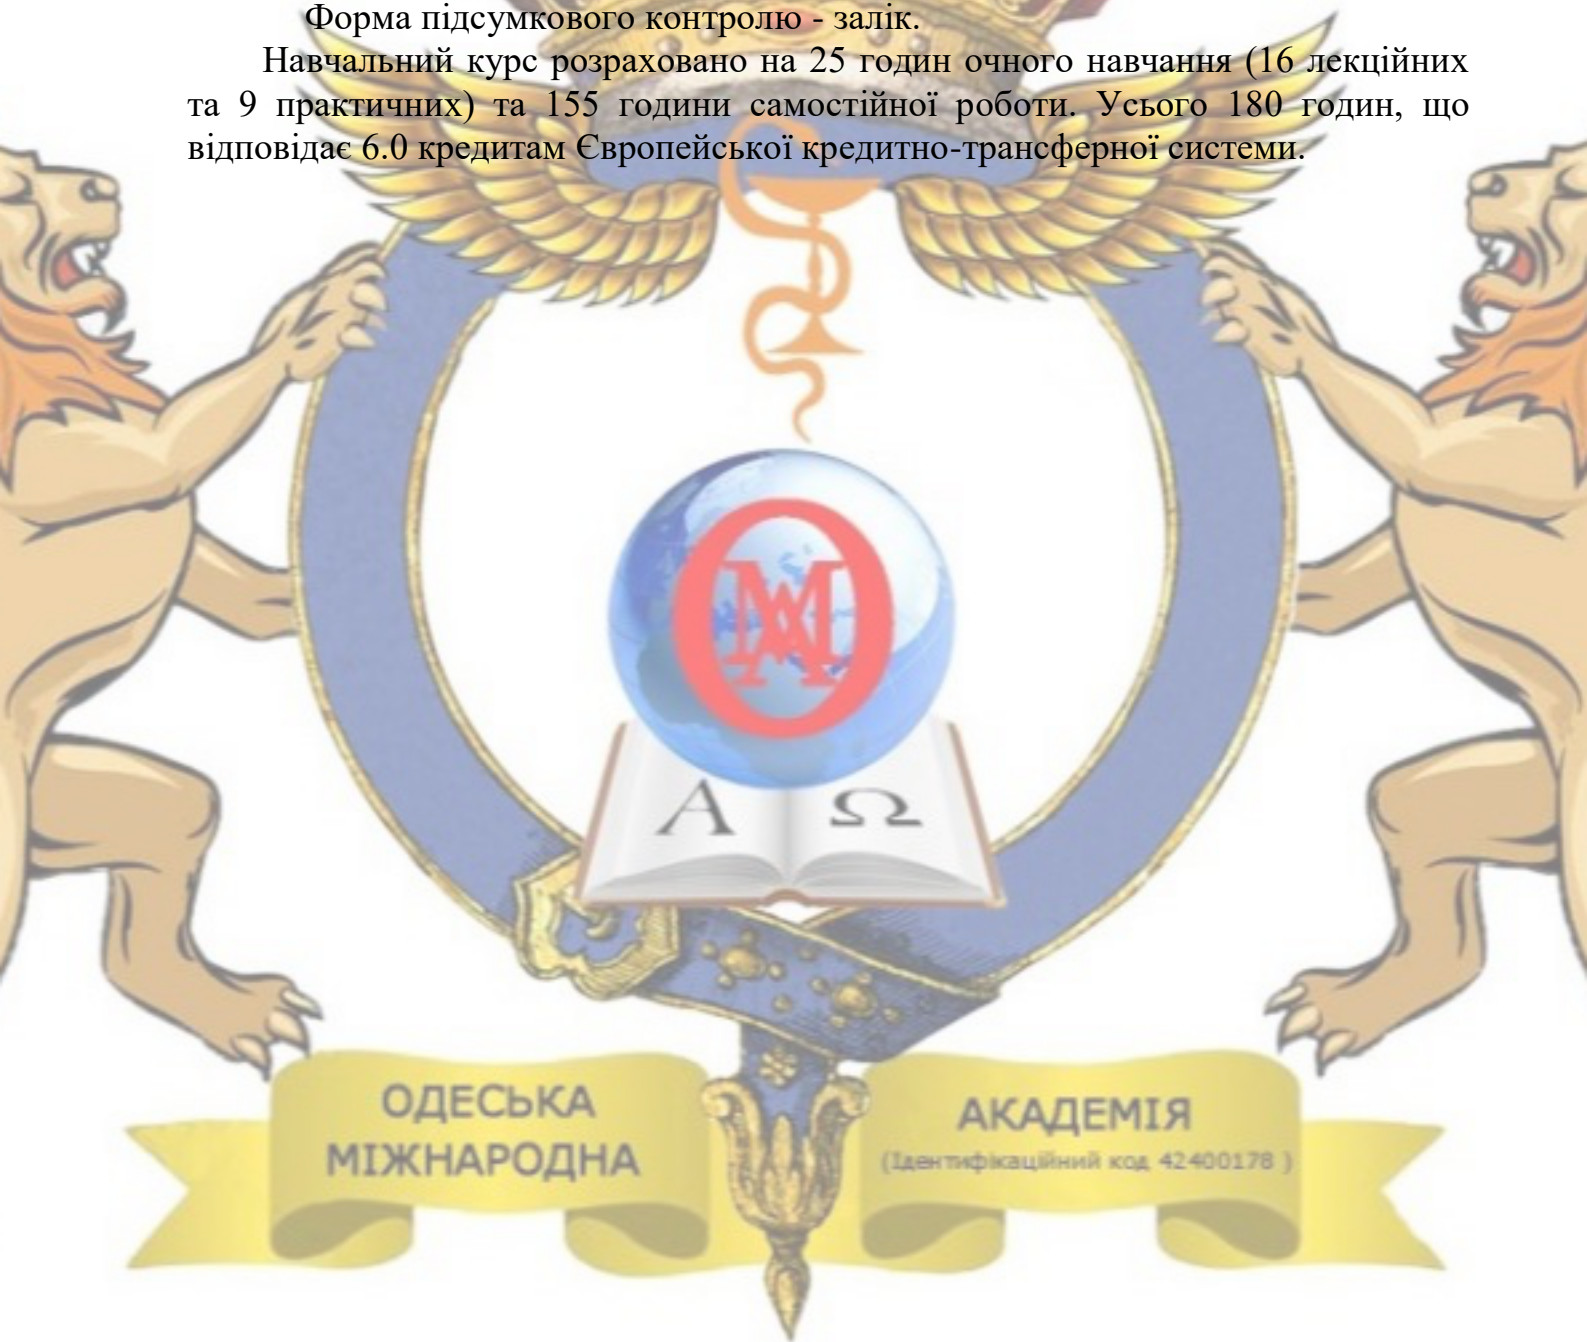 Форма підсумкового контролю - залік.
Навчальний курс розраховано на 25 годин очного навчання (16 лекційних
та 9 практичних) та 155 години самостійної роботи. Усього 180 годин, що
відповідає 6.0 кредитам Європейської кредитно-трансферної системи.
О
МА
Α Ω
ОДЕСЬКА
МІЖНАРОДНА
АКАДЕМІЯ
(Ідентифікаційний код 42400178 )